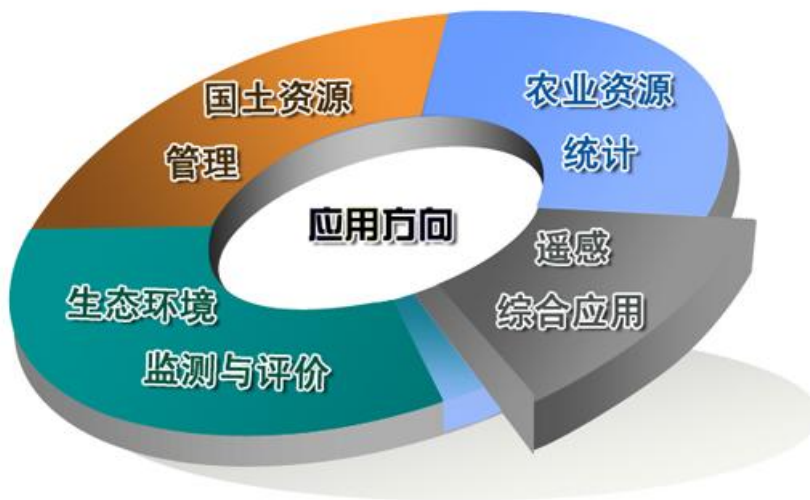 国土资源
管理
农业资源
统计
应用方向
遥感
综合应用
生态环境
监测与评价